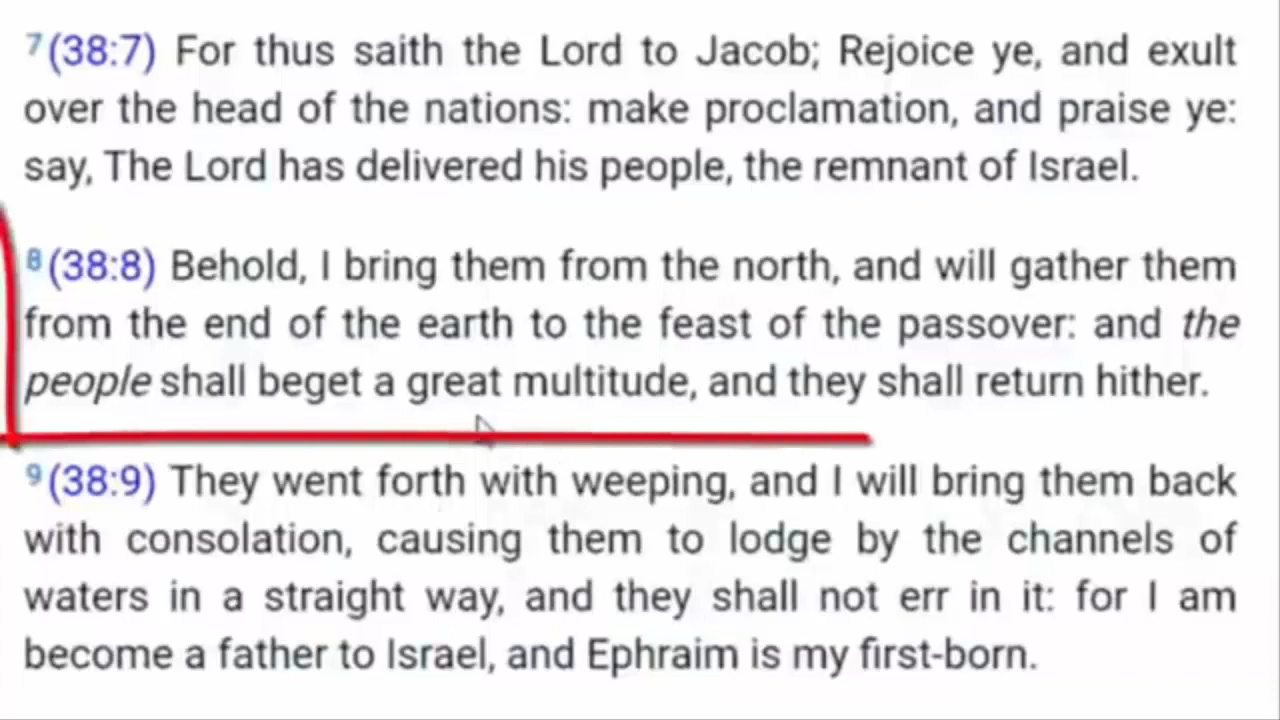 7 (38:7) For thus saith the Lord to Jacob; Rejoice ye, and exult
over the head of the nations: make proclamation, and praise ye:
say, The Lord has delivered his people, the remnant of Israel.
8 (38:8) Behold, I bring them from the north, and will gather them
from the end of the earth to the feast of the passover: and the
people shall beget a great multitude, and they shall return hither.
9 (38:9) They went forth with weeping, and I will bring them back
with consolation, causing them to lodge by the channels of
waters in a straight way, and they shall not err in it: for I am
become a father to Israel, and Ephraim is my first-born.